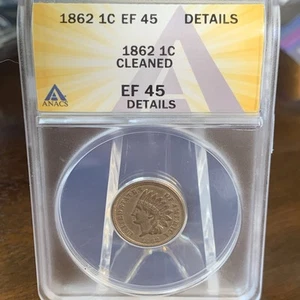 1862 1C EF 45 DETAILS
1862 1C
CLEANED
EF 45
DETAILS
ANACS